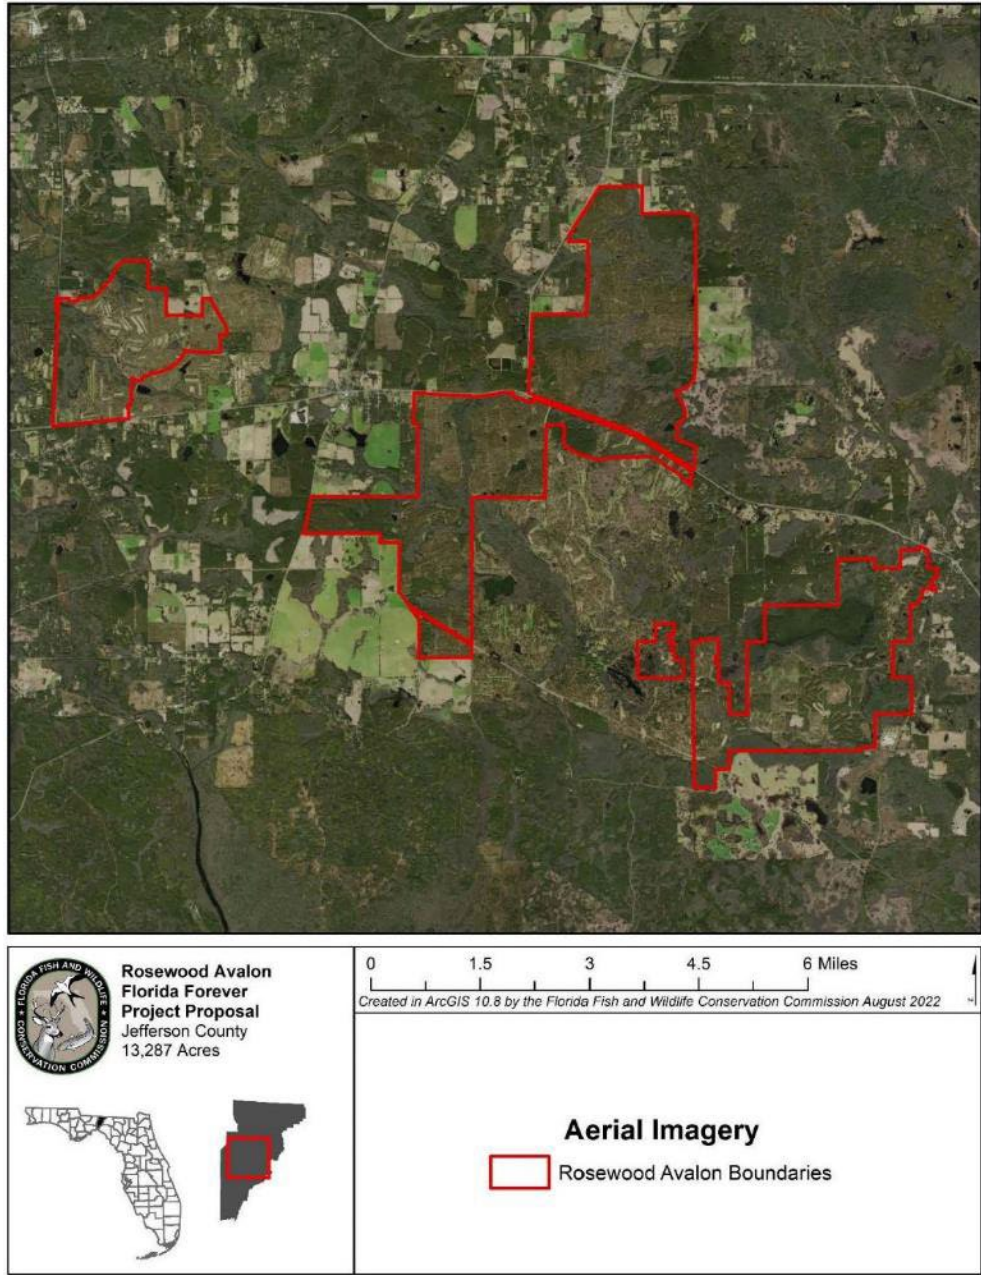 FLORIDA FISH AND WILDLIFE
CONSERVATION COMMISSION
Rosewood Avalon
Florida Forever
Project Proposal
Jefferson County
13,287 Acres
0 1.5 3 4.5 6 Miles
Created in ArcGIS 10.8 by the Florida Fish and Wildlife Conservation Commission August 2022
Aerial Imagery
Rosewood Avalon Boundaries